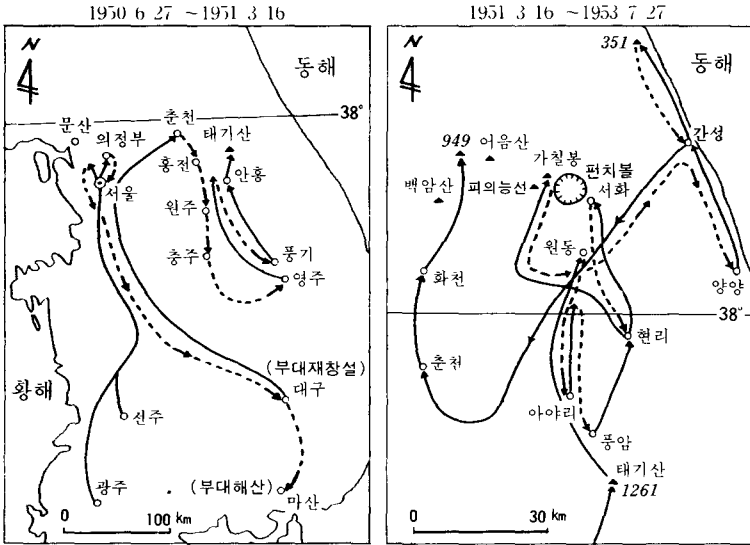 1950 6 27 ~1951 3 16
N
동해
38°
문산
의정부
춘천
태기산
홍전
안흥
서울
원주
충주
풍기
영주
황해
(부대재창설)
대구
전주
광주
(부대해산)
마산
0 100 km
1951 3 16 ~1953 7 27
N
351
동해
간성
949
어음산
가칠봉
펀치볼
백암산
피의능선
서화
원동
화천
양양
38°
현리
춘천
아야리
풍암
태기산
1261
0 30 km